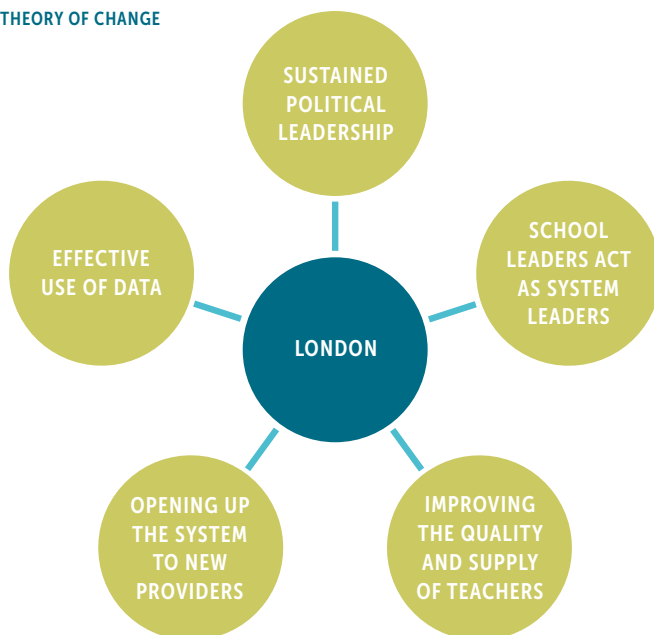 THEORY OF CHANGE
SUSTAINED
POLITICAL
LEADERSHIP
EFFECTIVE
USE OF DATA
SCHOOL
LEADERS ACT
AS SYSTEM
LEADERS
LONDON
OPENING UP
THE SYSTEM
TO NEW
PROVIDERS
IMPROVING
THE QUALITY
AND SUPPLY
OF TEACHERS